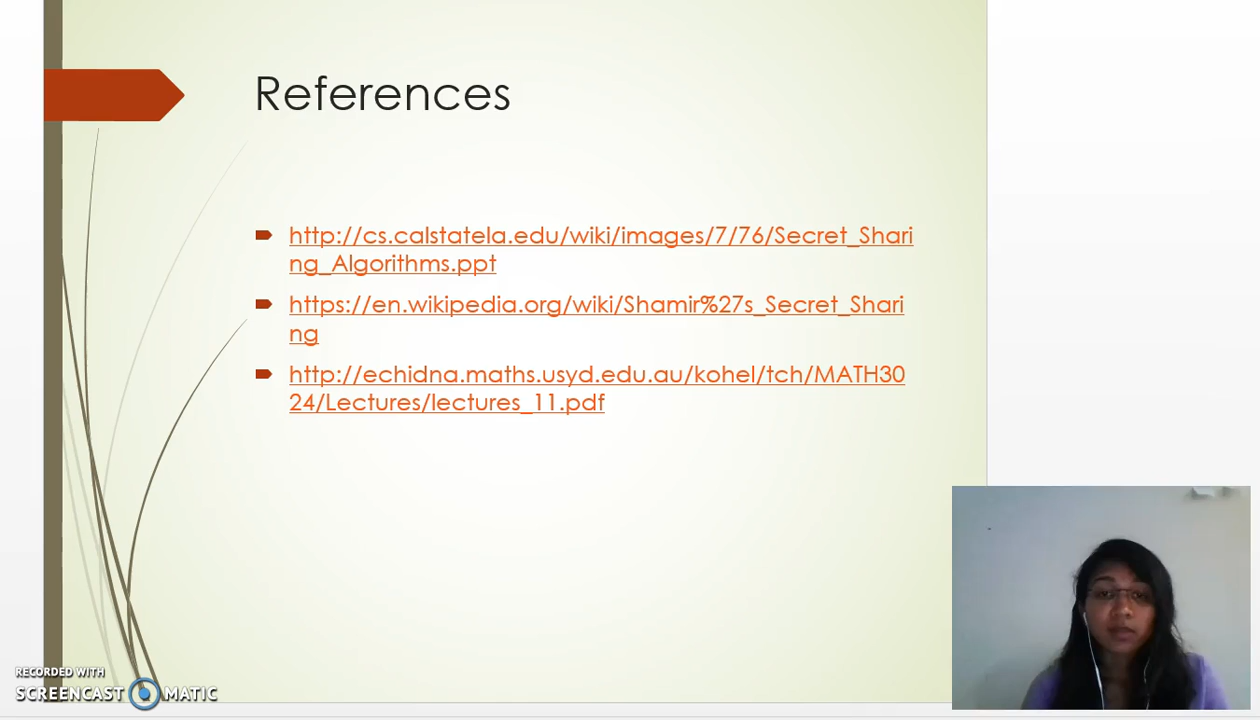 References
http://cs.calstatela.edu/wiki/images/7/76/Secret_Shari
ng_Algorithms.ppt
https://en.wikipedia.org/wiki/Shamir%27s_Secret_Shari
ng
http://echidna.maths.usyd.edu.au/kohel/tch/MATH30
24/Lectures/lectures_11.pdf
RECORDED WITH
SCREENCAST MATIC